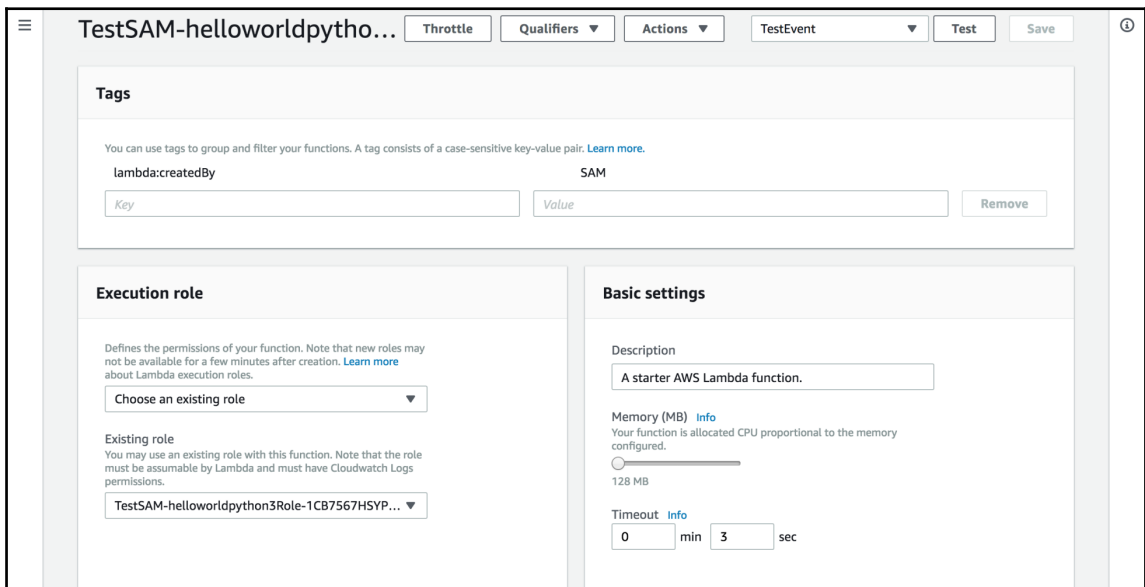 TestSAM-helloworldpytho...
Throttle
Qualifiers
Actions
TestEvent
Test
Save
Tags
You can use tags to group and filter your functions. A tag consists of a case-sensitive key-value pair. Learn more.
lambda:createdBy
SAM
Key
Value
Remove
Execution role
Defines the permissions of your function. Note that new roles may
not be available for a few minutes after creation. Learn more
about Lambda execution roles.
Choose an existing role
Existing role
You may use an existing role with this function. Note that the role
must be assumable by Lambda and must have Cloudwatch Logs
permissions.
TestSAM-helloworldpython3Role-1CB7567HSYP...
Basic settings
Description
A starter AWS Lambda function.
Memory (MB) Info
Your function is allocated CPU proportional to the memory
configured.
128 MB
Timeout Info
0 min 3 sec